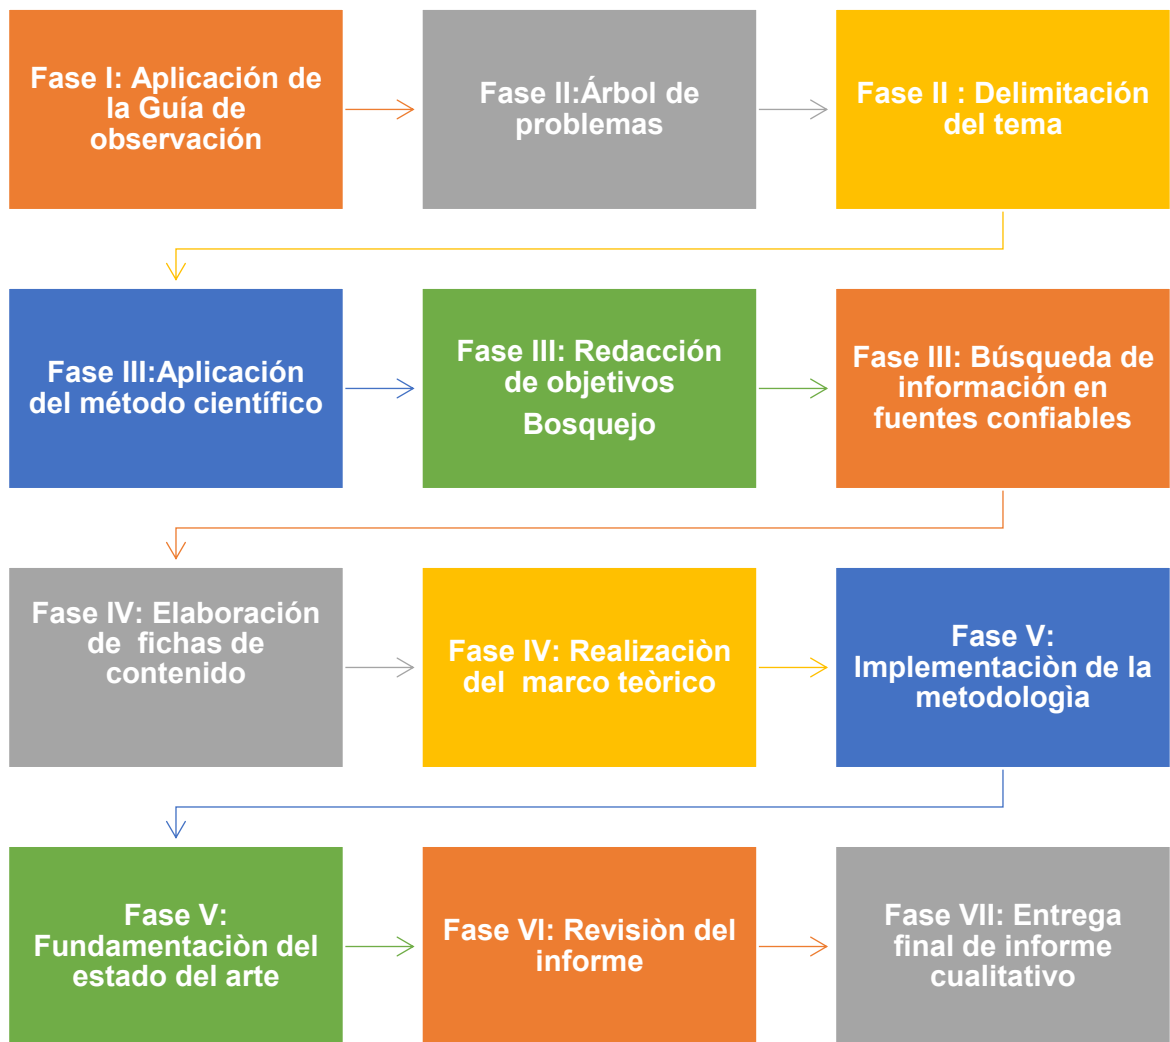 Fase I: Aplicación de
la Guía de
observación
Fase II:Árbol de
problemas
Fase II : Delimitación
del tema
Fase III:Aplicación
del método científico
Fase III: Redacción
de objetivos
Bosquejo
Fase III: Búsqueda de
información en
fuentes confiables
Fase IV: Elaboración
de  fichas de
contenido
Fase IV: Realizaciòn
del  marco teòrico
Fase V:
Implementaciòn de la
metodologìa
Fase V:
Fundamentaciòn del
estado del arte
Fase VI: Revisiòn del
informe
Fase VII: Entrega
final de informe
cualitativo